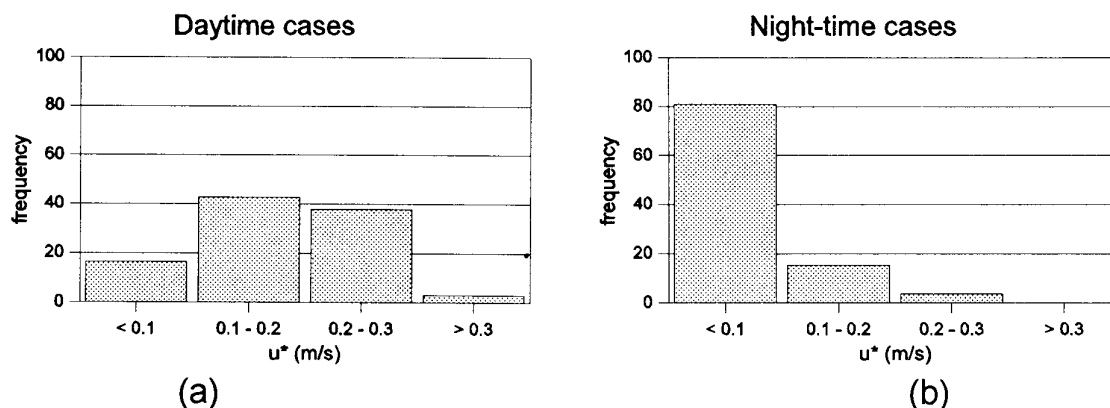 Daytime cases
100
80
60
40
20
0
frequency
< 0.1
0.1 - 0.2
0.2 - 0.3
> 0.3
u* (m/s)
(a)
Night-time cases
100
80
60
40
20
0
frequency
< 0.1
0.1 - 0.2
0.2 - 0.3
> 0.3
u* (m/s)
(b)